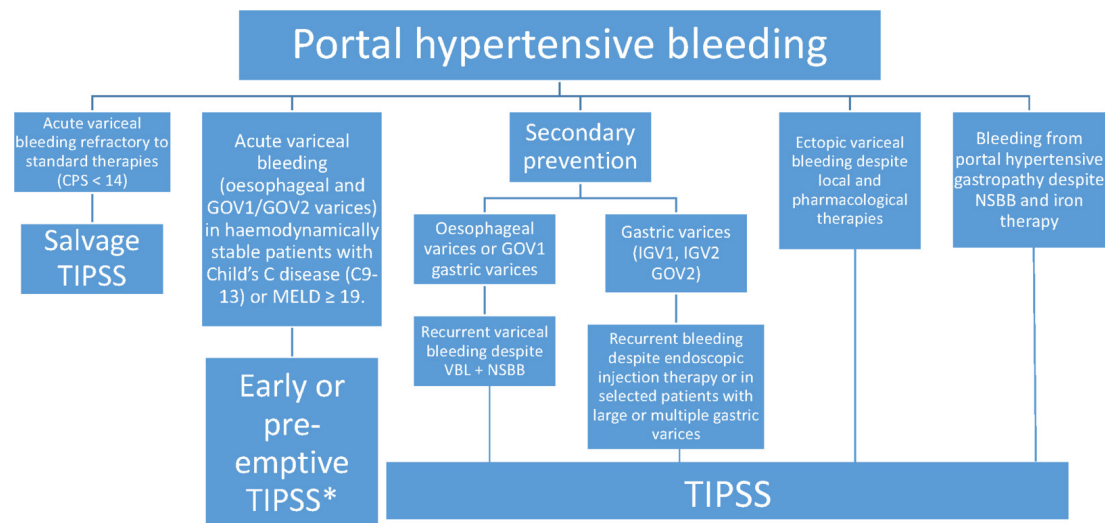 Portal hypertensive bleeding
Acute variceal
bleeding refractory to
standard therapies
(CPS < 14)
Salvage
TIPSS
Acute variceal
bleeding
(oesophageal and
GOV1/GOV2 varices)
in haemodynamically
stable patients with
Child's C disease (C9-
13) or MELD ≥ 19.
Early or
pre-
emptive
TIPSS*
Secondary
prevention
Oesophageal
varices or GOV1
gastric varices
Recurrent variceal
bleeding despite
VBL + NSBB
Gastric varices
(IGV1, IGV2
GOV2)
Recurrent bleeding
despite endoscopic
injection therapy or in
selected patients with
large or multiple gastric
varices
Ectopic variceal
bleeding despite
local and
pharmacological
therapies
Bleeding from
portal hypertensive
gastropathy despite
NSBB and iron
therapy
TIPSS